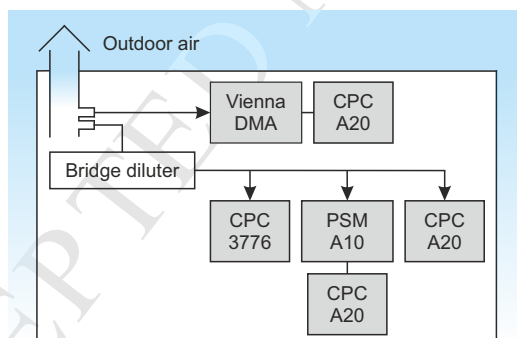 Outdoor air
Vienna
DMA
CPC
A20
Bridge diluter
CPC
3776
PSM
A10
CPC
A20
CPC
A20